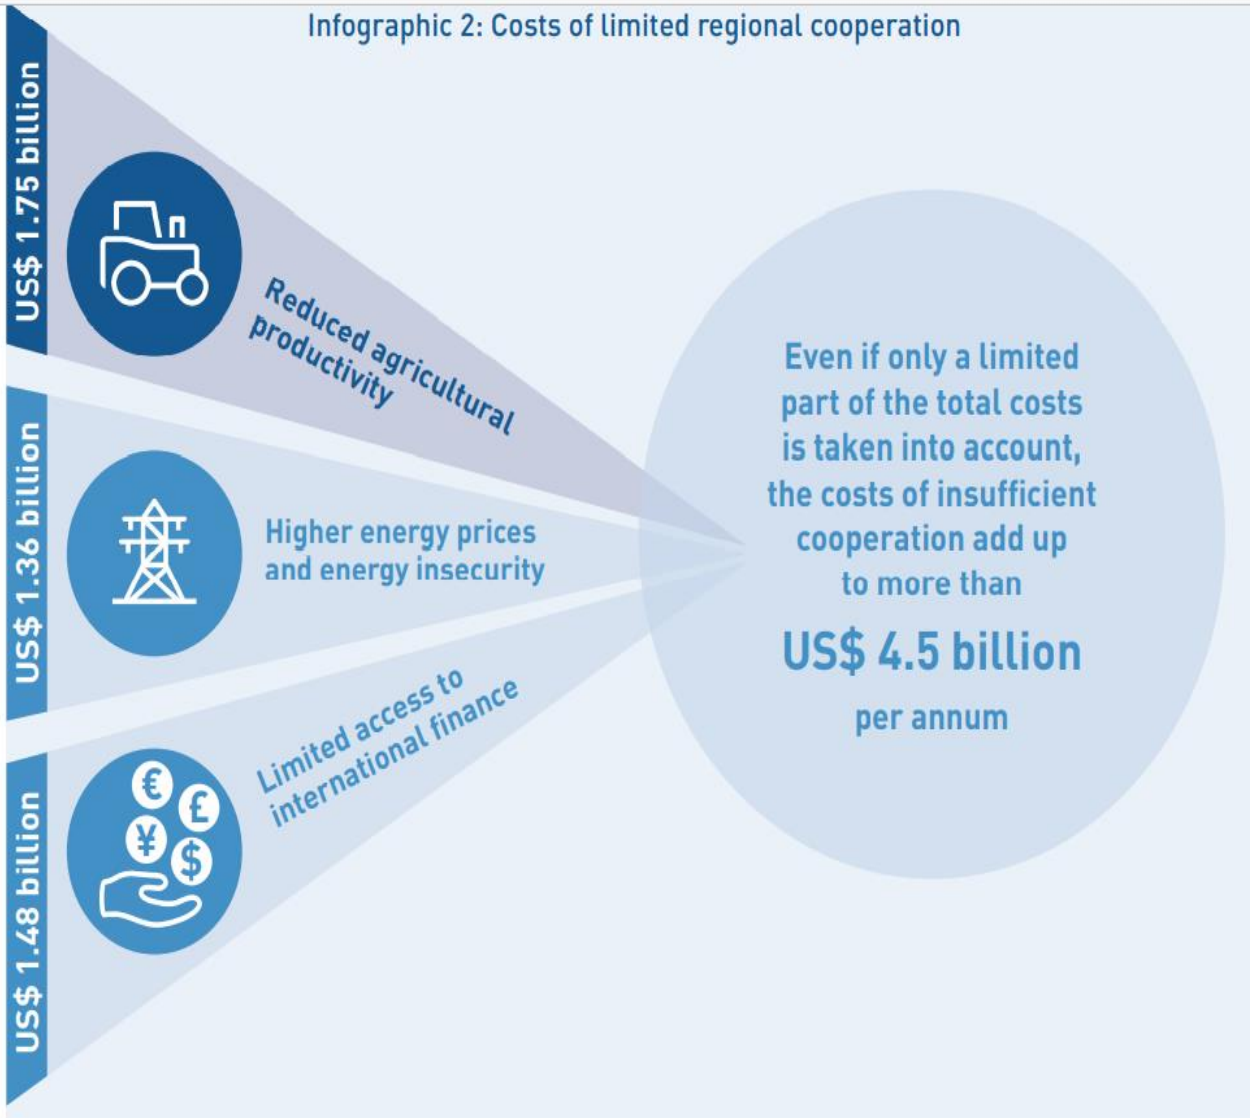 Infographic 2: Costs of limited regional cooperation
US$ 1.75 billion
Reduced agricultural
productivity
US$ 1.36 billion
Higher energy prices
and energy insecurity
US$ 1.48 billion
€
£
¥
$
Limited access to
international finance
Even if only a limited
part of the total costs
is taken into account,
the costs of insufficient
cooperation add up
to more than
US$ 4.5 billion
per annum